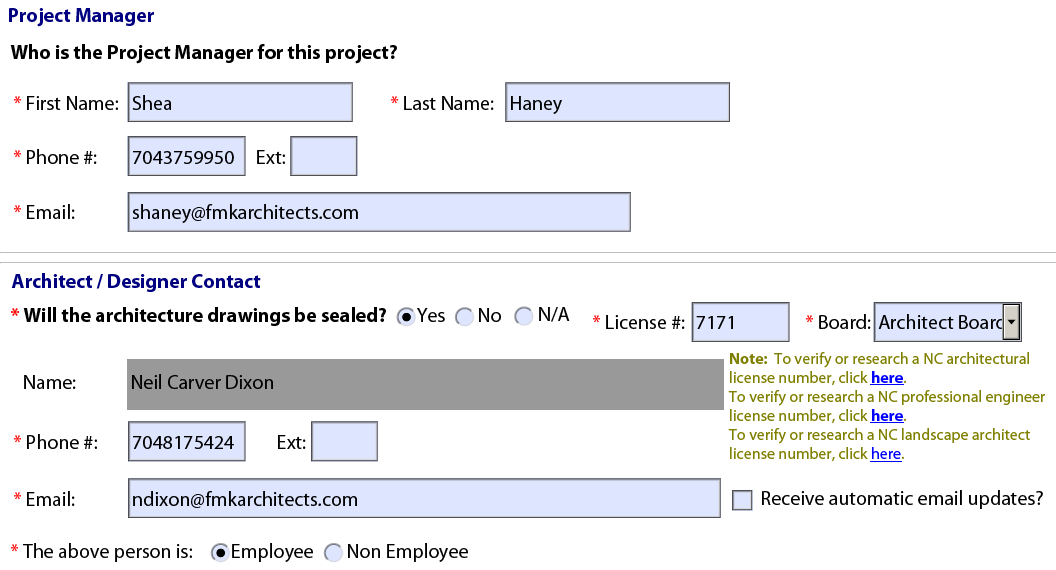 Project Manager
Who is the Project Manager for this project?
* First Name: Shea * Last Name: Haney
* Phone #: 7043759950 Ext:
* Email: shaney@fmkarchitects.com
Architect / Designer Contact
* Will the architecture drawings be sealed? Yes No N/A * License #: 7171 * Board: Architect Board
Note: To verify or research a NC architectural
license number, click here.
To verify or research a NC professional engineer
license number, click here.
To verify or research a NC landscape architect
license number, click here.
Name: Neil Carver Dixon
* Phone #: 7048175424 Ext:
* Email: ndixon@fmkarchitects.com Receive automatic email updates?
* The above person is: Employee Non Employee